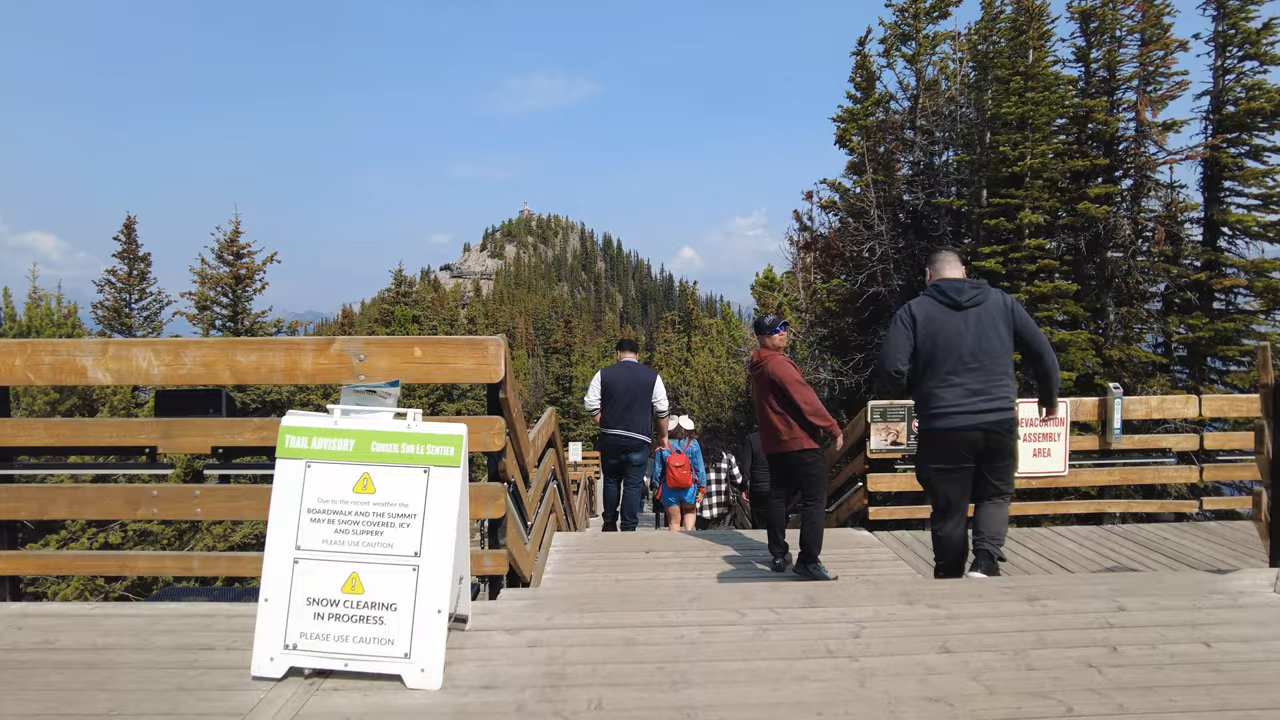 TRAIL ADVISORY CONSEIL SUR LE SENTIER
Due to the recent weather the
BOARDWALK AND THE SUMMIT
MAY BE SNOW COVERED, ICY
AND SLIPPERY.
PLEASE USE CAUTION.
SNOW CLEARING
IN PROGRESS.
PLEASE USE CAUTION.
EVACUATION
ASSEMBLY
AREA